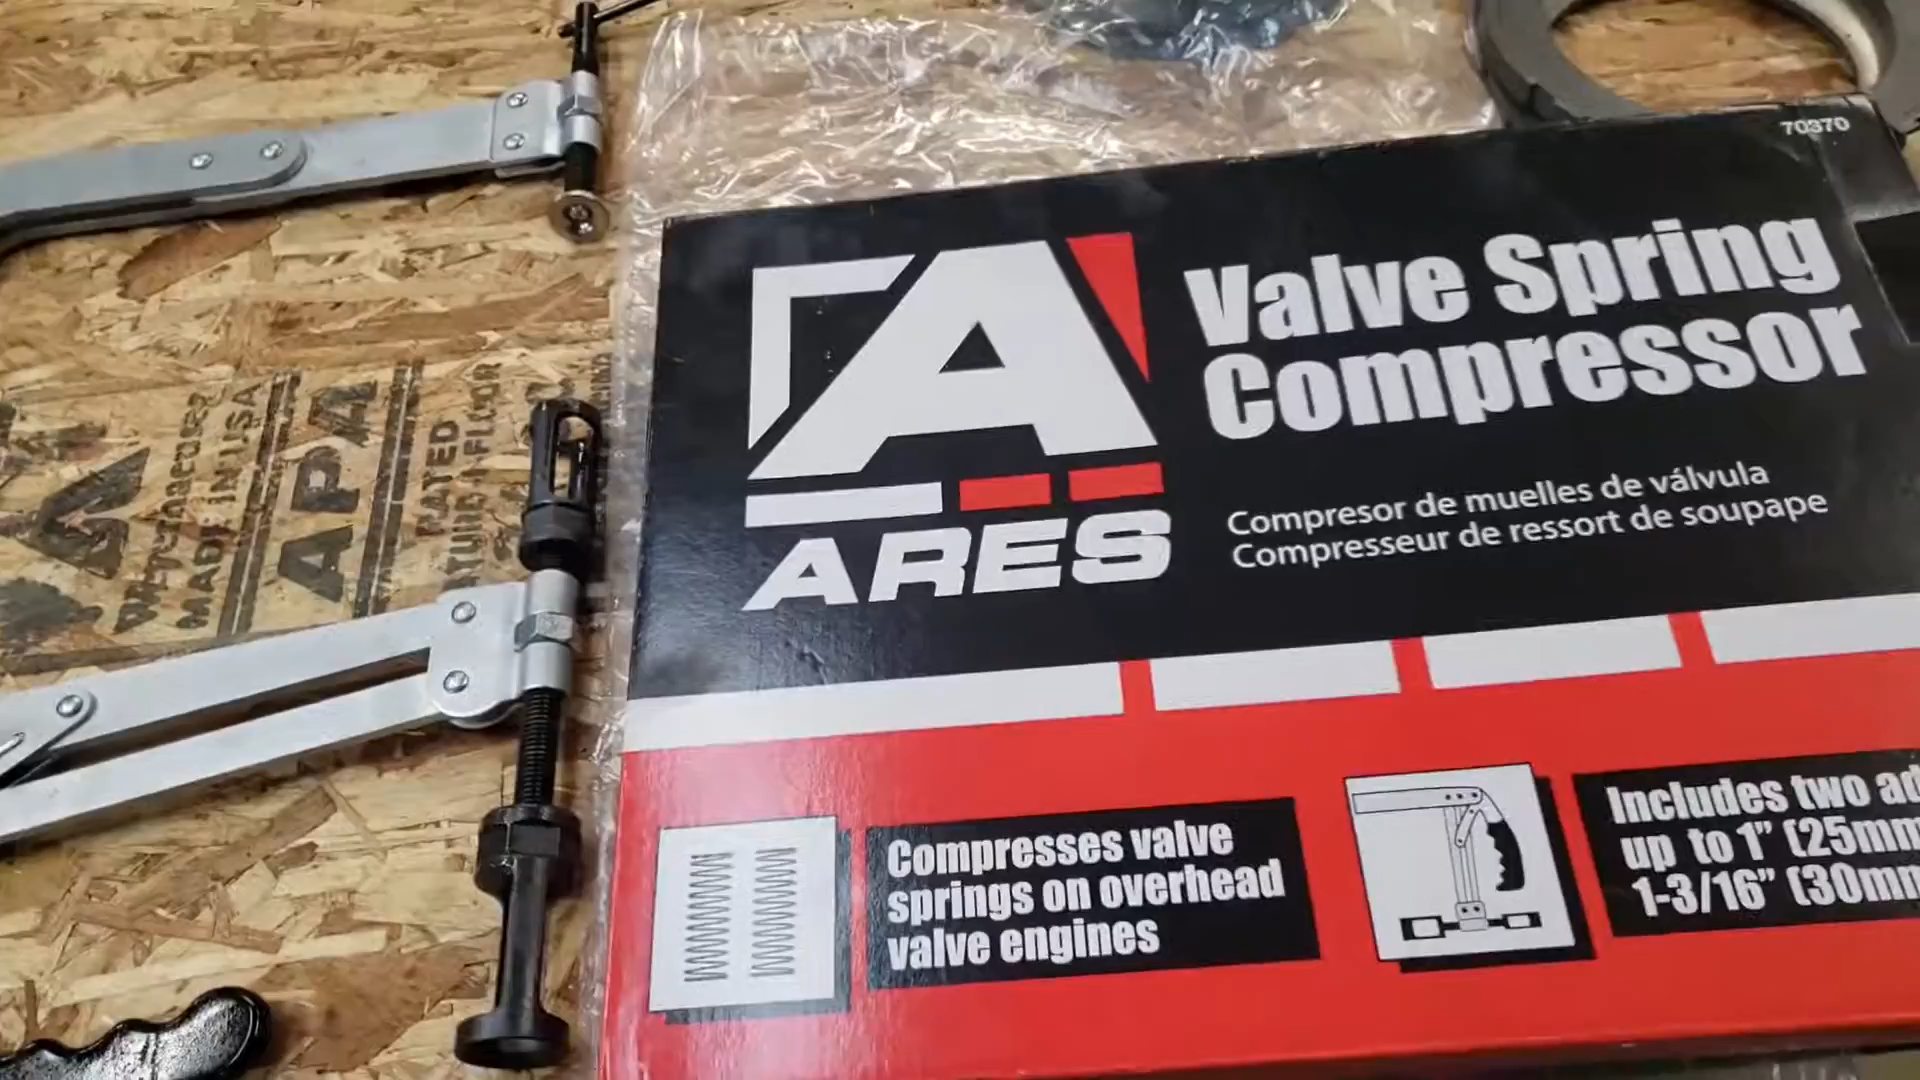 70370
Valve Spring
Compressor
ARES
Compresor de muelles de válvula
Compresseur de ressort de soupape
Compresses valve
springs on overhead
valve engines
Includes two ad
up to 1” (25mm
1-3/16” (30mm
MADE IN USA
APA
RATED